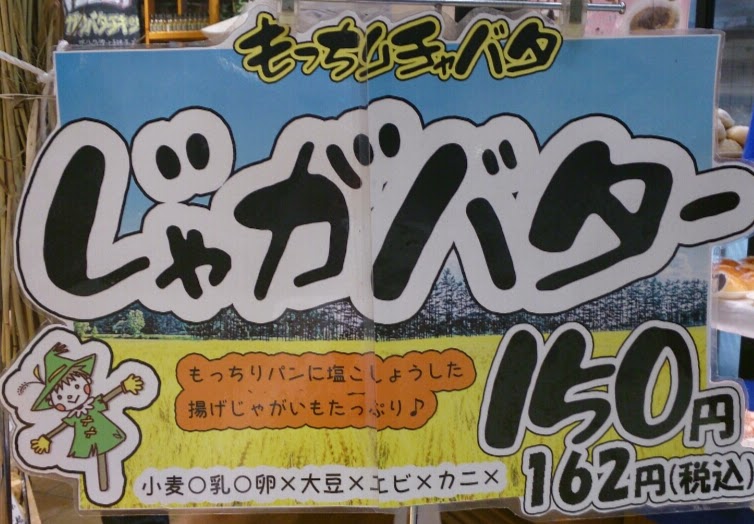 もっちりチャバタ
じゃがバター
もっちりパンに塩こしょうした
揚げじゃがいもたっぷり♪
150円
162円(税込)
小麦〇乳〇卵×大豆×エビ×カニ×